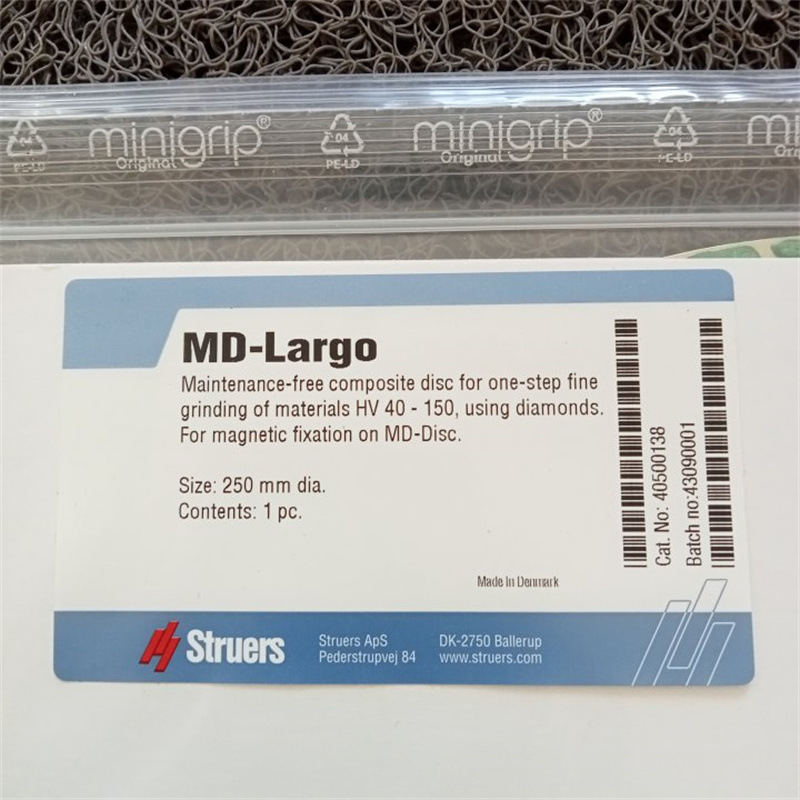 04 minigrip® 04 minigrip® 04
PE-LD Original PE-LD Original PE-LD
MD-Largo
Maintenance-free composite disc for one-step fine
grinding of materials HV 40 - 150, using diamonds.
For magnetic fixation on MD-Disc.
Size: 250 mm dia.
Contents: 1 pc.
Made In Denmark
Cat. No: 40500138
Batch no:43090001
Struers
Struers ApS
Pederstrupvej 84
DK-2750 Ballerup
www.struers.com